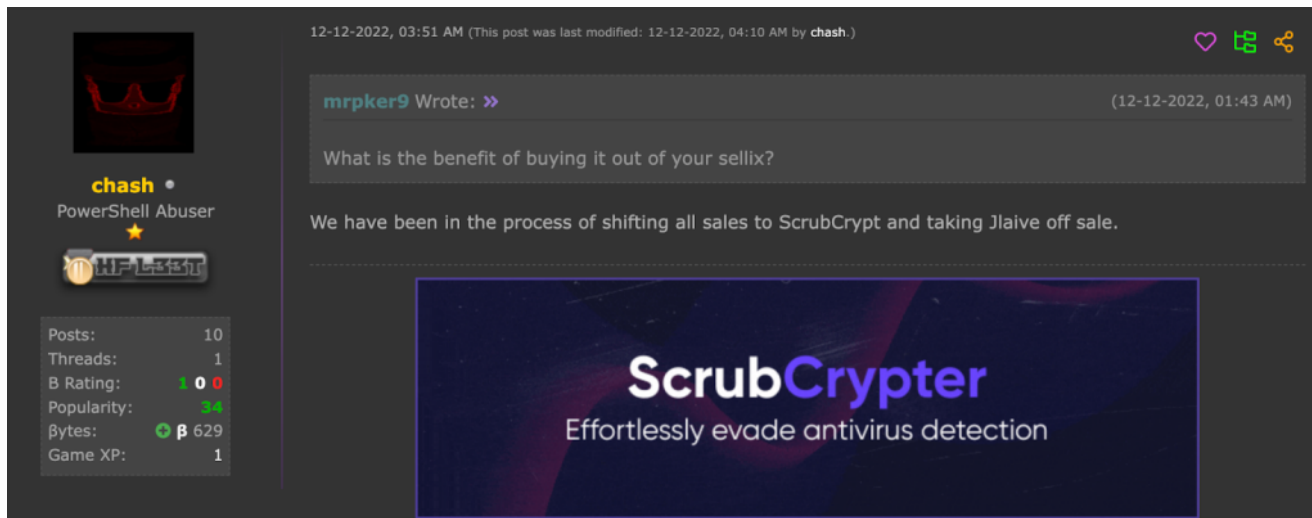 12-12-2022, 03:51 AM (This post was last modified: 12-12-2022, 04:10 AM by chash.)
mrpker9 Wrote: » (12-12-2022, 01:43 AM)
What is the benefit of buying it out of your sellix?
chash
PowerShell Abuser
HF L33T
We have been in the process of shifting all sales to ScrubCrypt and taking Jlaive off sale.
Posts: 10
Threads: 1
B Rating: 1 0 0
Popularity: 34
βytes: β 629
Game XP: 1
ScrubCrypter
Effortlessly evade antivirus detection